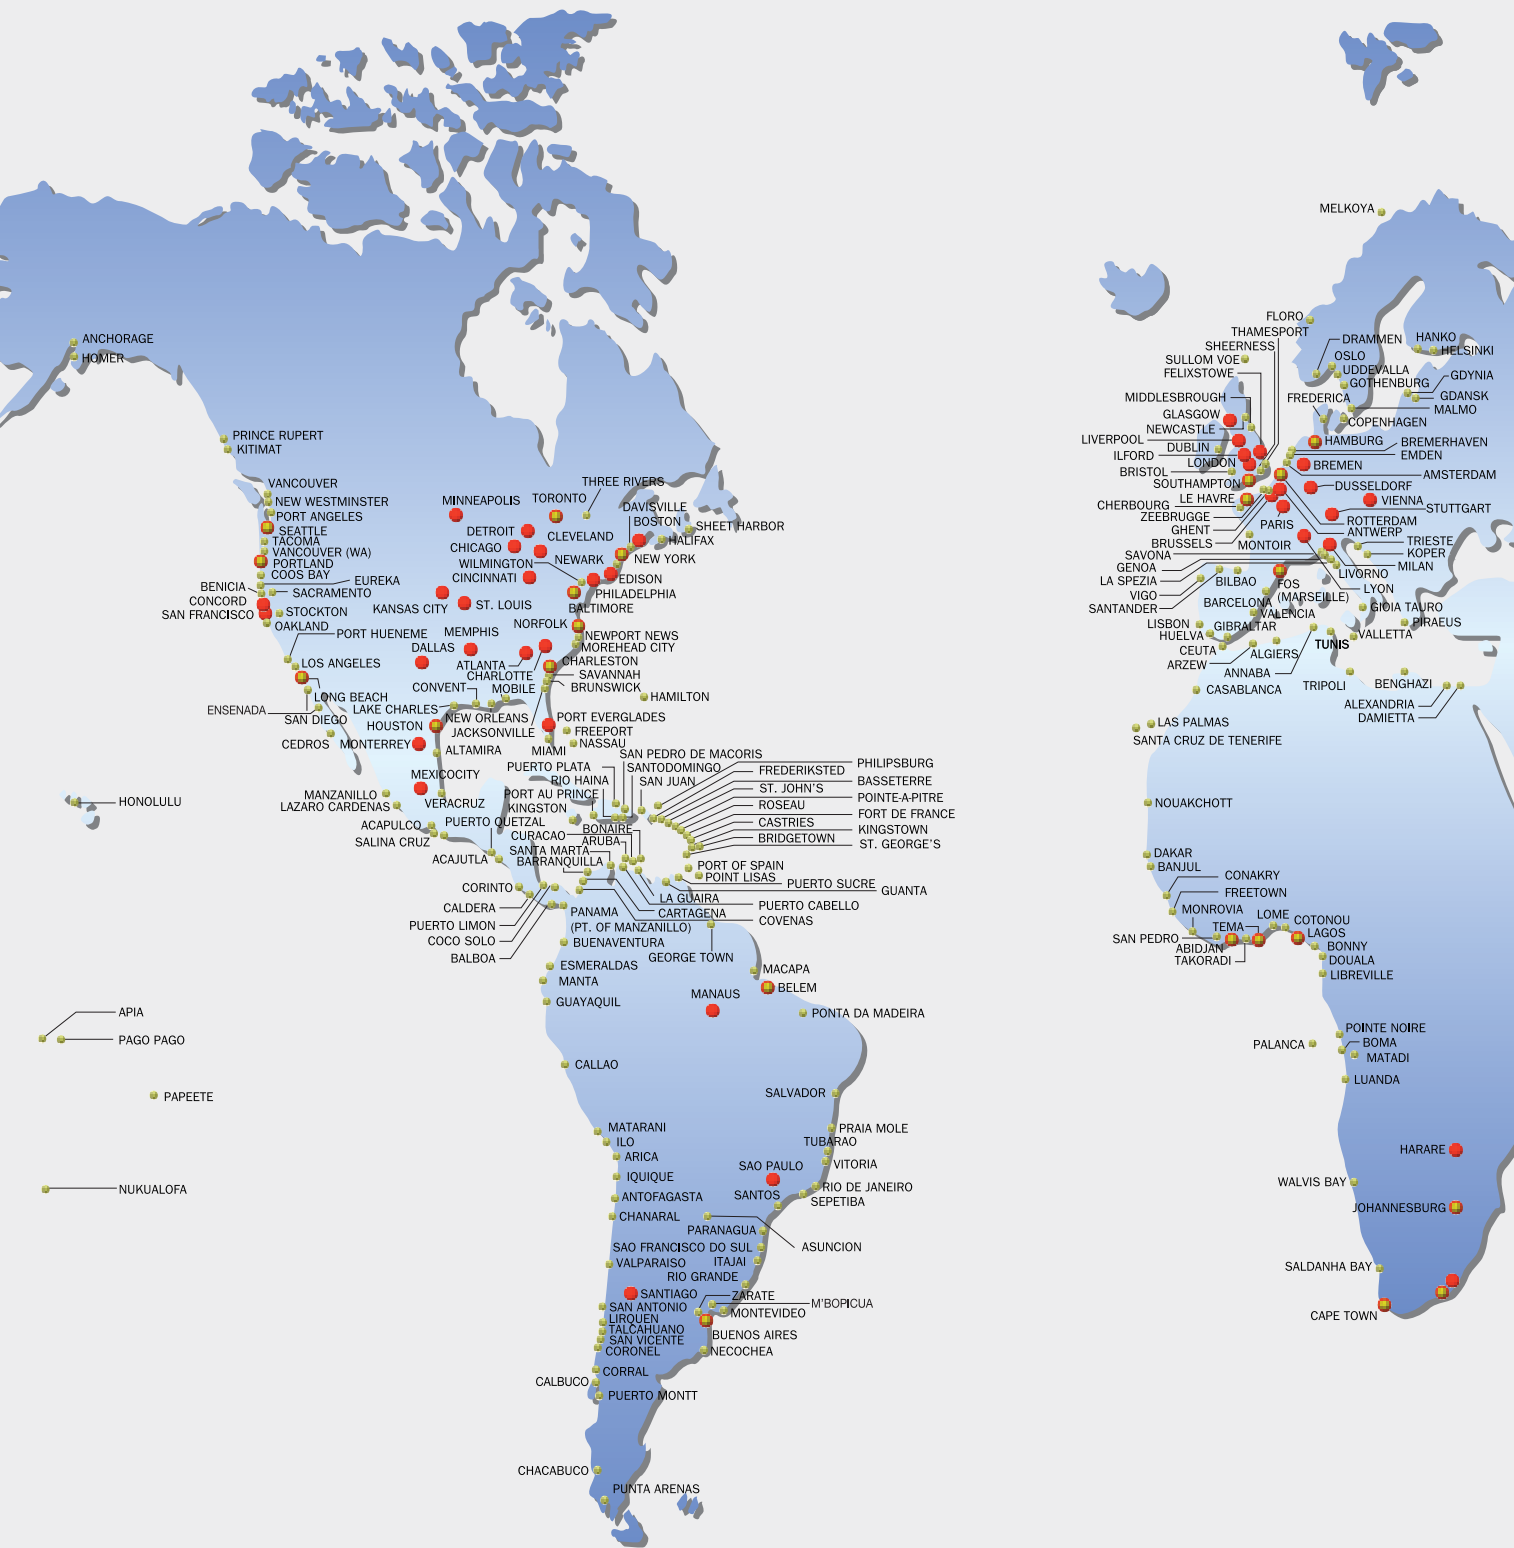 MELKOYA
FLORO
THAMESPORT
SHEERNESS
SULLOM VOE
FELIXSTOWE
DRAMMEN
HANKO
OSLO
HELSINKI
UDDEVALLA
GDYNIA
GOTHENBURG
MIDDLESBROUGH
FREDERICA
GDANSK
GLASGOW
MALMO
NEWCASTLE
COPENHAGEN
LIVERPOOL
DUBLIN
HAMBURG
BREMERHAVEN
ILFORD
EMDEN
LONDON
BREMEN
BRISTOL
AMSTERDAM
SOUTHAMPTON
DUSSELDORF
LE HAVRE
VIENNA
CHERBOURG
STUTTGART
ZEEBRUGGE
PARIS
ROTTERDAM
GHENT
ANTWERP
BRUSSELS
MONTOIR
TRIESTE
SAVONA
KOPER
GENOA
MILAN
LIVORNO
LA SPEZIA
BILBAO
FOS
(MARSEILLE)
LYON
VIGO
BARCELONA
SANTANDER
GIOIA TAURO
VALENCIA
PIRAEUS
LISBON
GIBRALTAR
HUELVA
VALLETTA
CEUTA
ALGIERS
TUNIS
ARZEW
ANNABA
TRIPOLI
BENGHAZI
CASABLANCA
ALEXANDRIA
DAMIETTA
LAS PALMAS
SANTA CRUZ DE TENERIFE
NOUAKCHOTT
DAKAR
BANJUL
CONAKRY
FREETOWN
MONROVIA
LOME
COTONOU
TEMA
LAGOS
SAN PEDRO
ABIDJAN
TAKORADI
BONNY
DOUALA
LIBREVILLE
POINTE NOIRE
PALANCA
BOMA
MATADI
LUANDA
HARARE
WALVIS BAY
JOHANNESBURG
SALDANHA BAY
CAPE TOWN
ANCHORAGE
HOMER
PRINCE RUPERT
KITIMAT
VANCOUVER
NEW WESTMINSTER
PORT ANGELES
SEATTLE
TACOMA
VANCOUVER (WA)
PORTLAND
COOS BAY
EUREKA
BENICIA
SACRAMENTO
CONCORD
SAN FRANCISCO
STOCKTON
OAKLAND
PORT HUENEME
LOS ANGELES
LONG BEACH
ENSENADA
SAN DIEGO
CEDROS
MINNEAPOLIS
TORONTO
THREE RIVERS
DAVISVILLE
BOSTON
SHEET HARBOR
DETROIT
CLEVELAND
HALIFAX
CHICAGO
NEWARK
NEW YORK
WILMINGTON
CINCINNATI
EDISON
PHILADELPHIA
KANSAS CITY
ST. LOUIS
BALTIMORE
NORFOLK
MEMPHIS
NEWPORT NEWS
MOREHEAD CITY
DALLAS
ATLANTA
CHARLESTON
CHARLOTTE
SAVANNAH
CONVENT
MOBILE
BRUNSWICK
HAMILTON
LAKE CHARLES
NEW ORLEANS
HOUSTON
JACKSONVILLE
PORT EVERGLADES
FREEPORT
MONTERREY
MIAMI
NASSAU
ALTAMIRA
MEXICOCITY
PUERTO PLATA
SAN PEDRO DE MACORIS
SANTODOMINGO
RIO HAINA
SAN JUAN
PHILIPSBURG
FREDERIKSTED
BASSETERRE
ST. JOHN'S
POINTE-A-PITRE
ROSEAU
FORT DE FRANCE
CASTRIES
KINGSTOWN
BRIDGETOWN
ST. GEORGE'S
HONOLULU
MANZANILLO
LAZARO CARDENAS
VERACRUZ
PORT AU PRINCE
KINGSTON
ACAPULCO
PUERTO QUETZAL
SALINA CRUZ
CURACAO
BONAIRE
ARUBA
SANTA MARTA
ACAJUTLA
BARRANQUILLA
PORT OF SPAIN
POINT LISAS
PUERTO SUCRE
GUANTA
CORINTO
LA GUAIRA
PUERTO CABELLO
CALDERA
CARTAGENA
COVENAS
PUERTO LIMON
PANAMA
(PT. OF MANZANILLO)
COCO SOLO
BALBOA
BUENAVENTURA
GEORGE TOWN
ESMERALDAS
MACAPA
MANTA
BELEM
MANAUS
GUAYAQUIL
PONTA DA MADEIRA
APIA
PAGO PAGO
CALLAO
PAPEETE
SALVADOR
MATARANI
PRAIA MOLE
ILO
TUBARAO
ARICA
VITORIA
SAO PAULO
IQUIQUE
NUKUALOFA
RIO DE JANEIRO
ANTOFAGASTA
SANTOS
SEPETIBA
CHANARAL
PARANAGUA
SAO FRANCISCO DO SUL
ASUNCION
VALPARAISO
ITAJAI
RIO GRANDE
SANTIAGO
ZARATE
M'BOPICUA
SAN ANTONIO
MONTEVIDEO
LIRQUEN
TALCAHUANO
SAN VICENTE
BUENOS AIRES
CORONEL
NECOCHEA
CORRAL
CALBUCO
PUERTO MONTT
CHACABUCO
PUNTA ARENAS